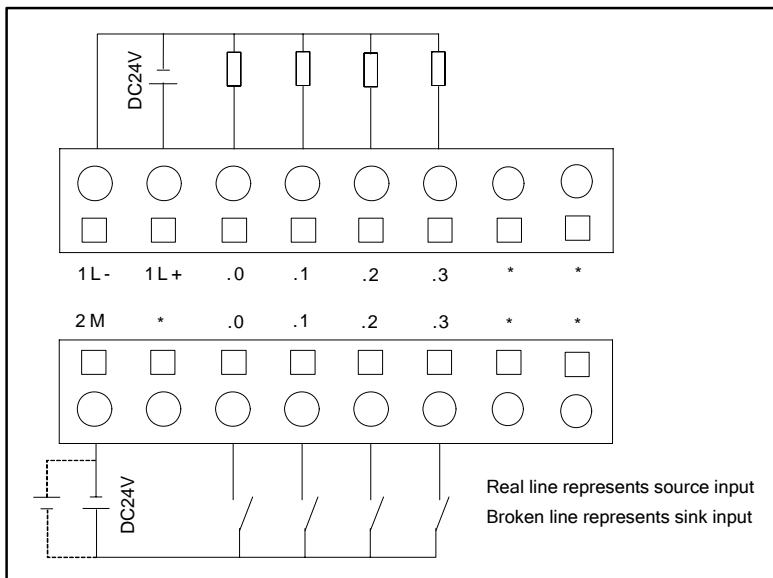 DC24V
1L- 1L+ .0 .1 .2 .3 * *
2M * .0 .1 .2 .3 * *
DC24V
Real line represents source input
Broken line represents sink input